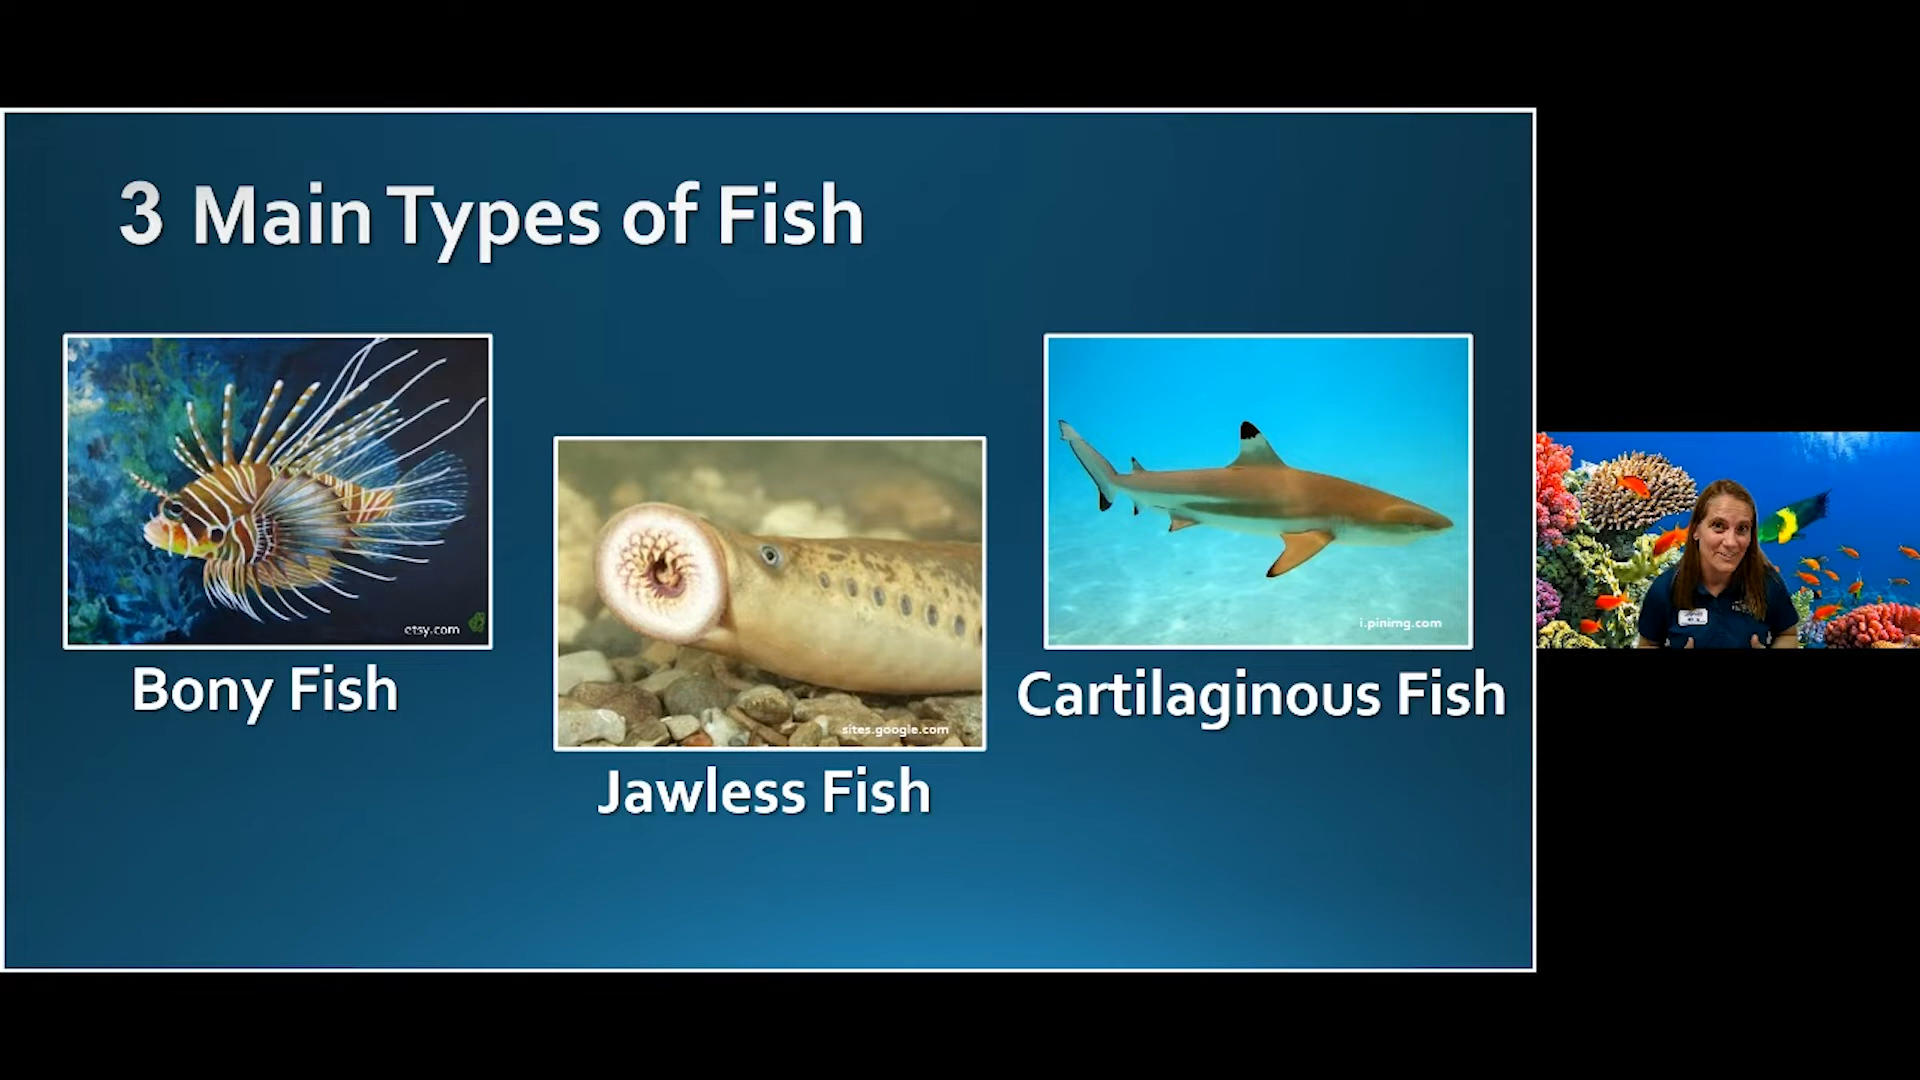 3 Main Types of Fish
etsy.com
Bony Fish
sites.google.com
Jawless Fish
i.pinimg.com
Cartilaginous Fish